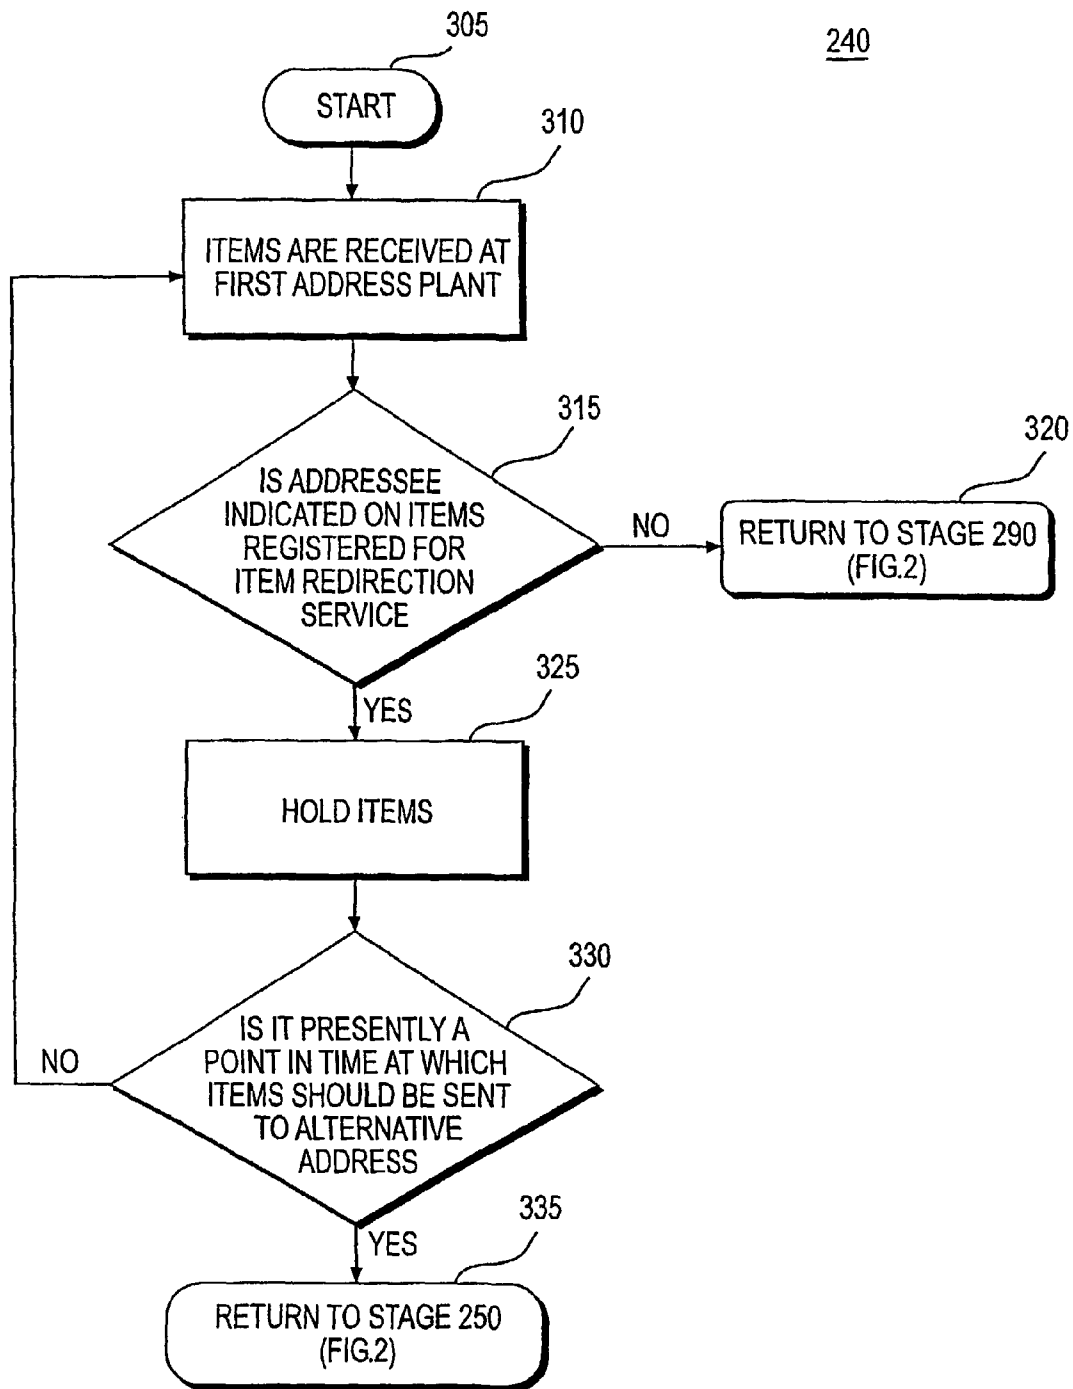 305
240
START
310
ITEMS ARE RECEIVED AT
FIRST ADDRESS PLANT
315
IS ADDRESSEE
INDICATED ON ITEMS
REGISTERED FOR
ITEM REDIRECTION
SERVICE
NO
320
RETURN TO STAGE 290
(FIG.2)
YES
325
HOLD ITEMS
330
IS IT PRESENTLY A
POINT IN TIME AT WHICH
ITEMS SHOULD BE SENT
TO ALTERNATIVE
ADDRESS
NO
YES
335
RETURN TO STAGE 250
(FIG.2)